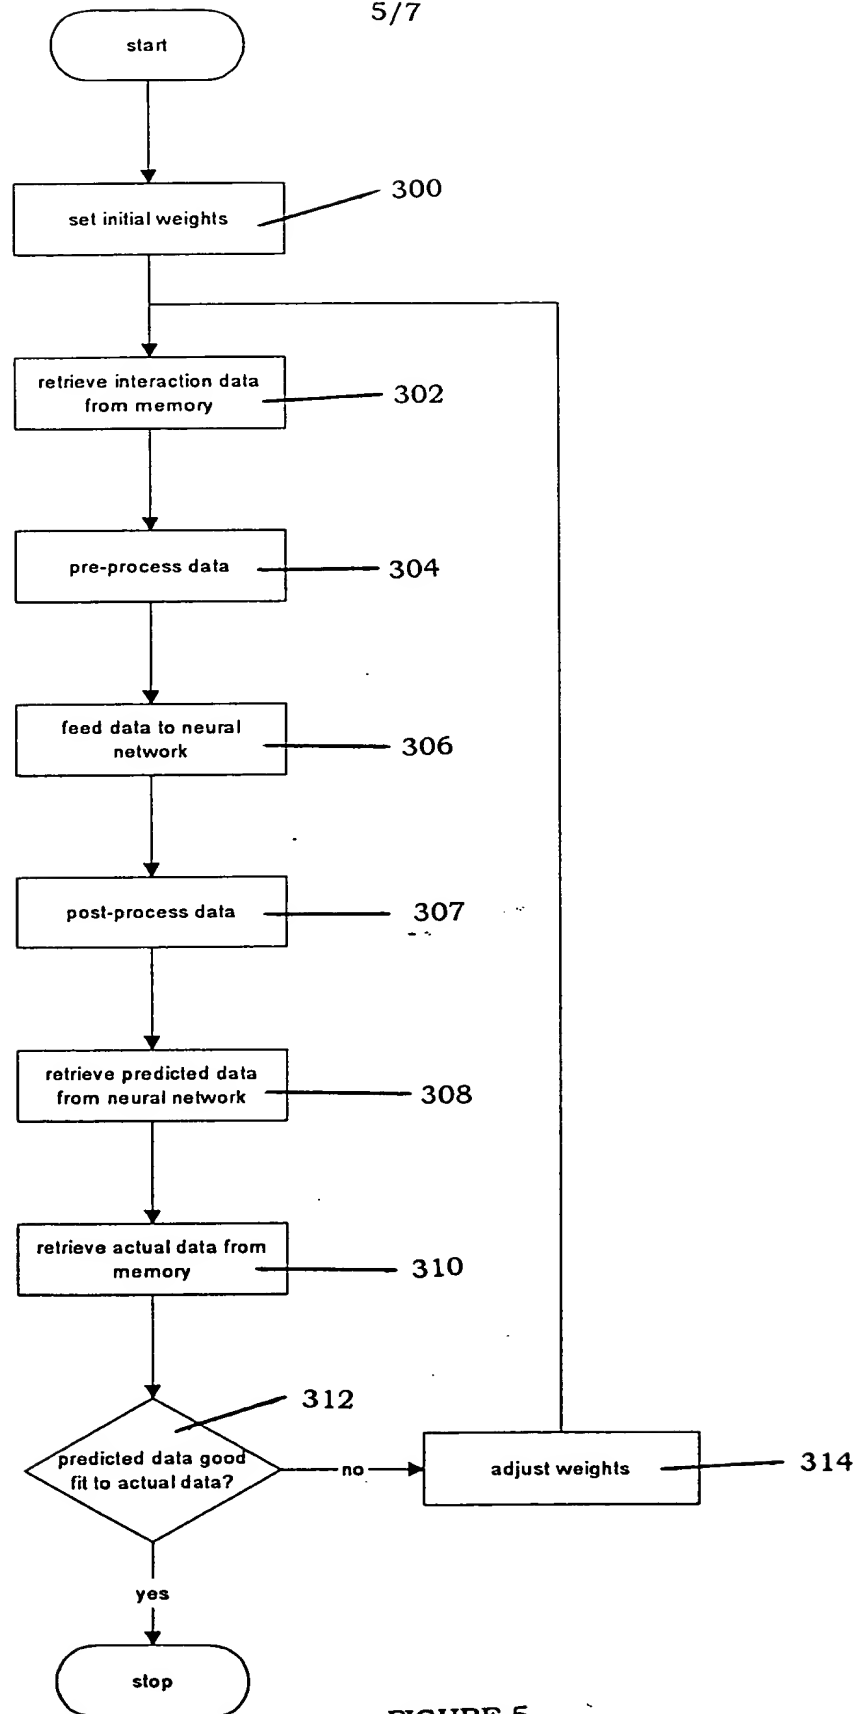 5/7
start
set initial weights
300
retrieve interaction data
from memory
302
pre-process data
304
feed data to neural
network
306
post-process data
307
retrieve predicted data
from neural network
308
retrieve actual data from
memory
310
312
predicted data good
fit to actual data?
no
adjust weights
314
yes
stop
FIGURE 5